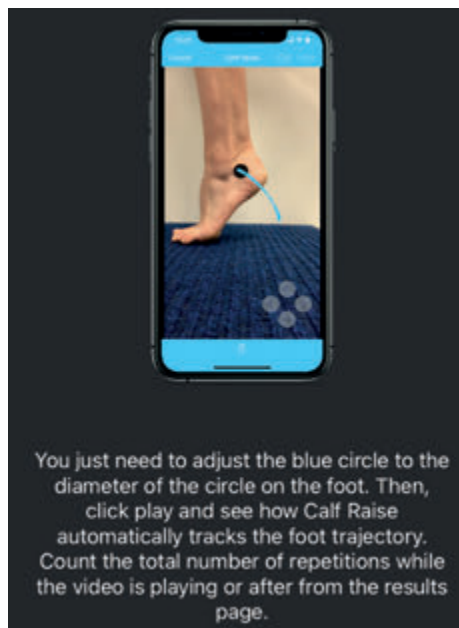 Calf Raise
You just need to adjust the blue circle to the
diameter of the circle on the foot. Then,
click play and see how Calf Raise
automatically tracks the foot trajectory.
Count the total number of repetitions while
the video is playing or after from the results
page.